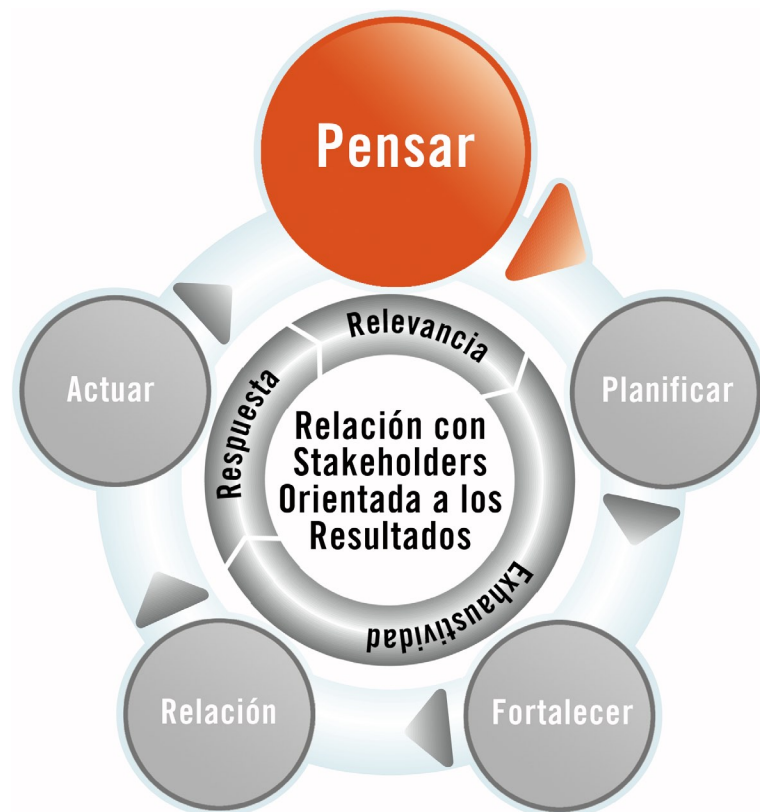 Pensar
Planificar
Fortalecer
Relación
Actuar
Relevancia
Exhaustividad
Respuesta
Relación con
Stakeholders
Orientada a los
Resultados